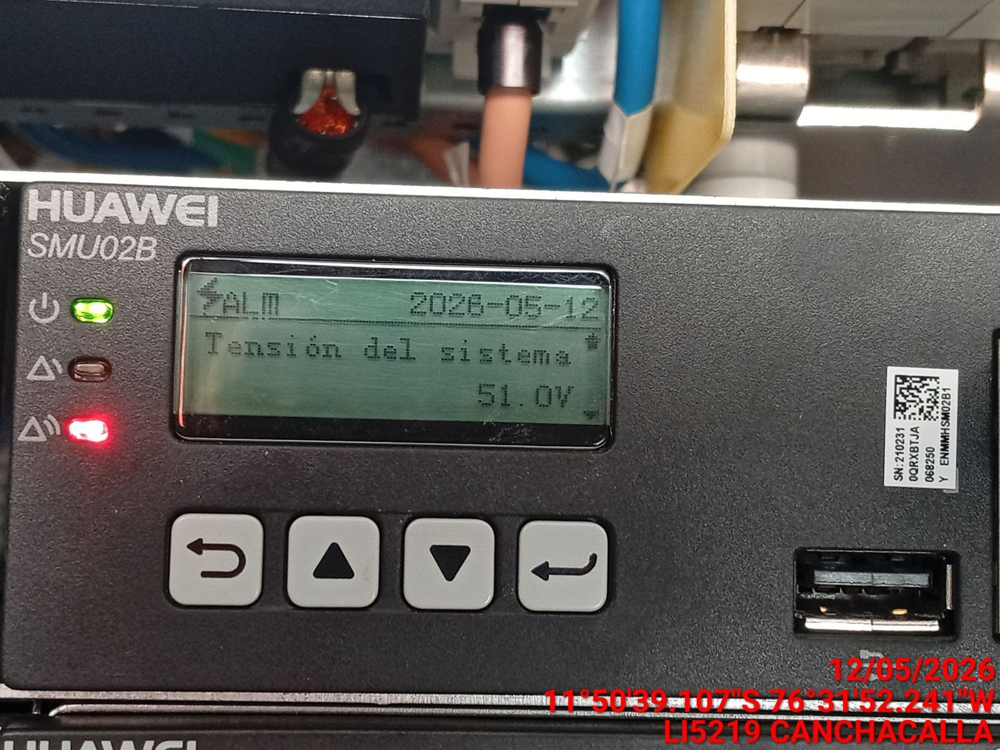 HUAWEI
SMU02B
ALM 2026-05-12
Tensión del sistema
51.0V
SN:210231
0QRXBTJA
068250
Y ENMMHSM02B1
12/05/2026
11°50'39.107"S 76°31'52.241"W
LI5219 CANCHACALLA
HUAWEI